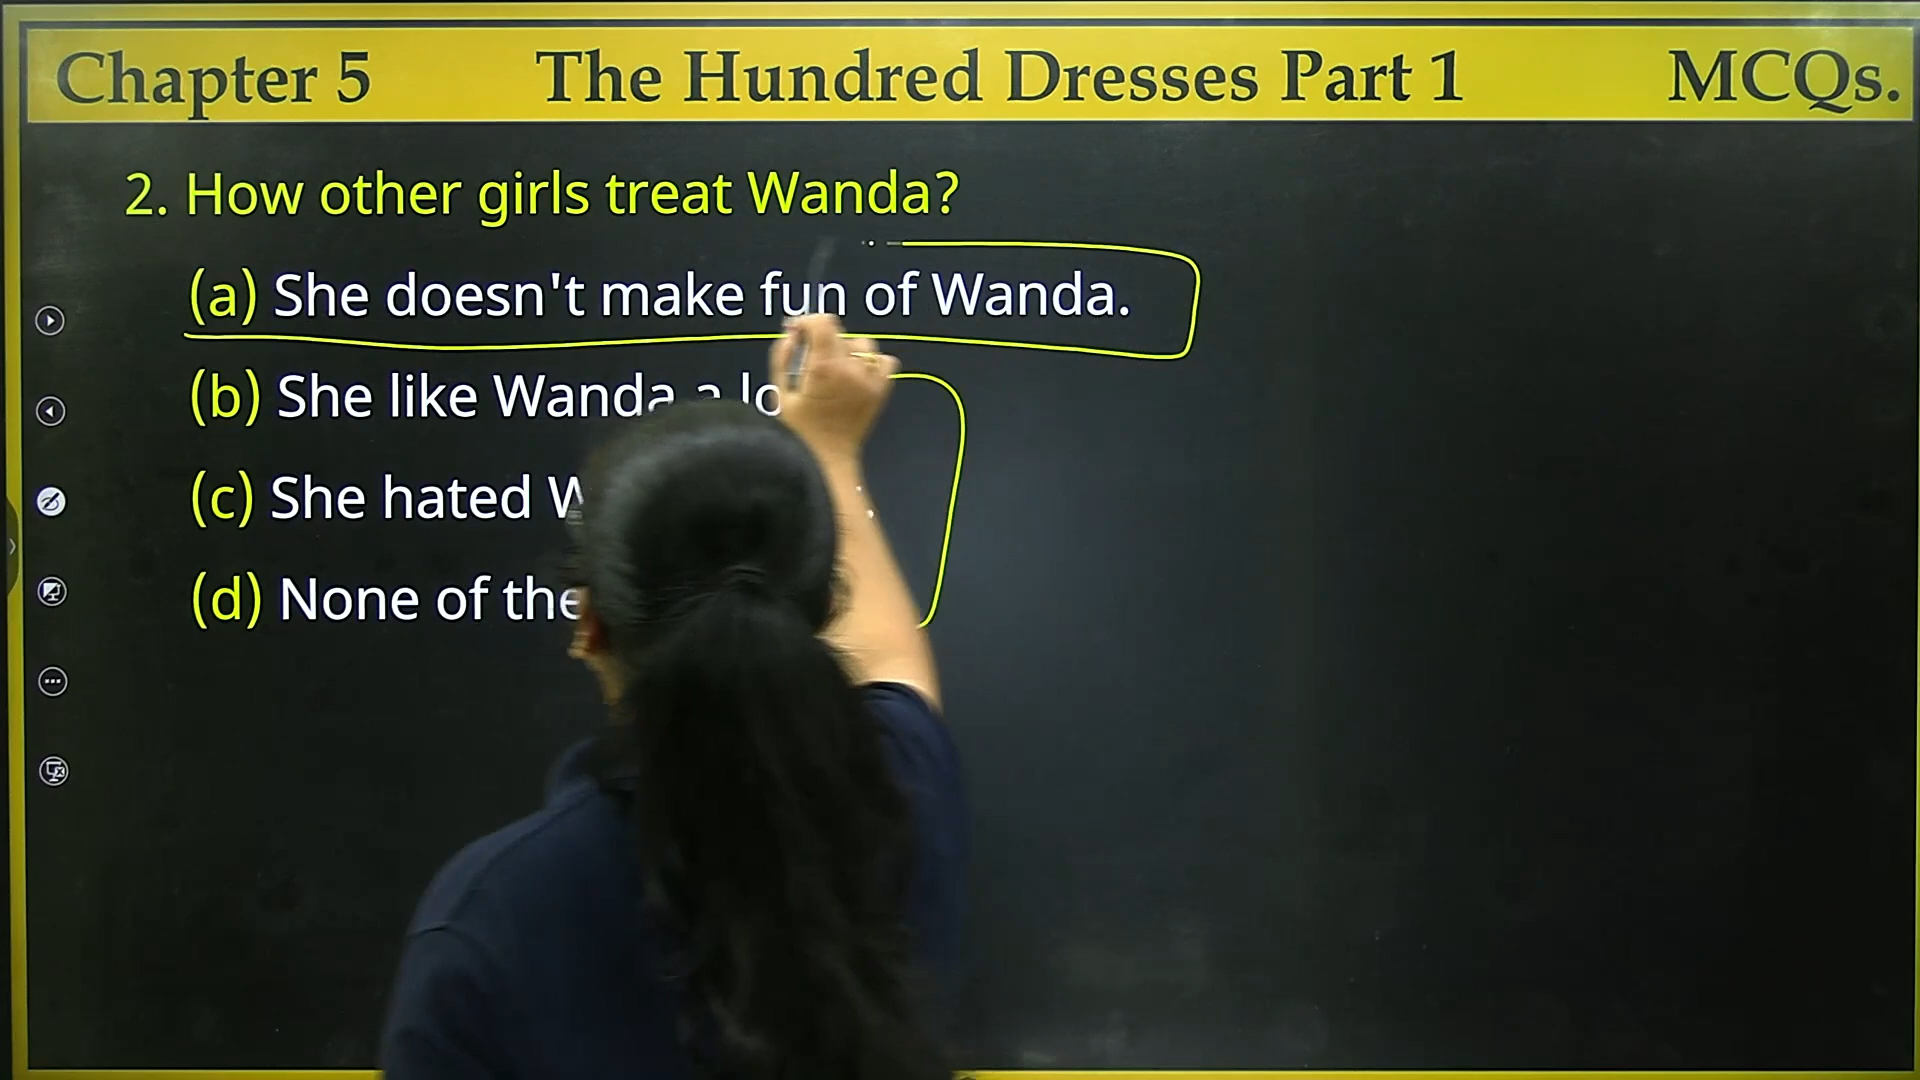 Chapter 5 The Hundred Dresses Part 1 MCQs.
2. How other girls treat Wanda?
(a) She doesn't make fun of Wanda.
(b) She like Wanda a
(c) She hated
(d) None of the